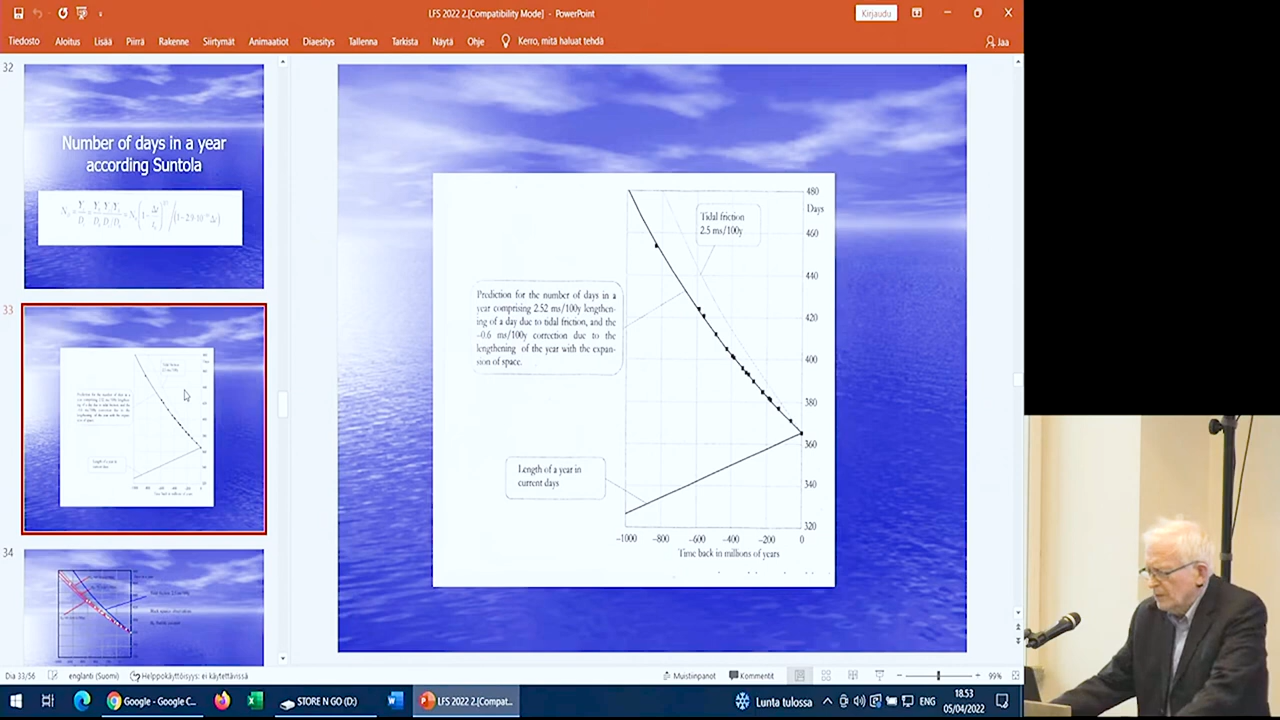 LFS 2022 2.[Compatibility Mode] - PowerPoint
Kirjaudu
Tiedosto Aloitus Lisää Piirrä Rakenne Siirtymät Animaatiot Diaesitys Tallenna Tarkista Näytä Ohje Kerro, mitä haluat tehdä Jaa
32
Number of days in a year
according Suntola
33
34
480
Days
460
440
420
400
380
360
340
320
Tidal friction
2.5 ms/100y
Prediction for the number of days in a
year comprising 2.52 ms/100y lengthen-
ing of a day due to tidal friction, and the
–0.6 ms/100y correction due to the
lengthening of the year with the expan-
sion of space.
Length of a year in
current days
–1000 –800 –600 –400 –200 0
Time back in millions of years
Dia 33/56 englanti (Suomi) Helppokäyttöisyys: ei käytettävissä Muistiinpanot Kommentit 99%
Google - Google C... STORE N GO (D:) LFS 2022 2.[Compat... Lunta tulossa ENG 18.53
05/04/2022